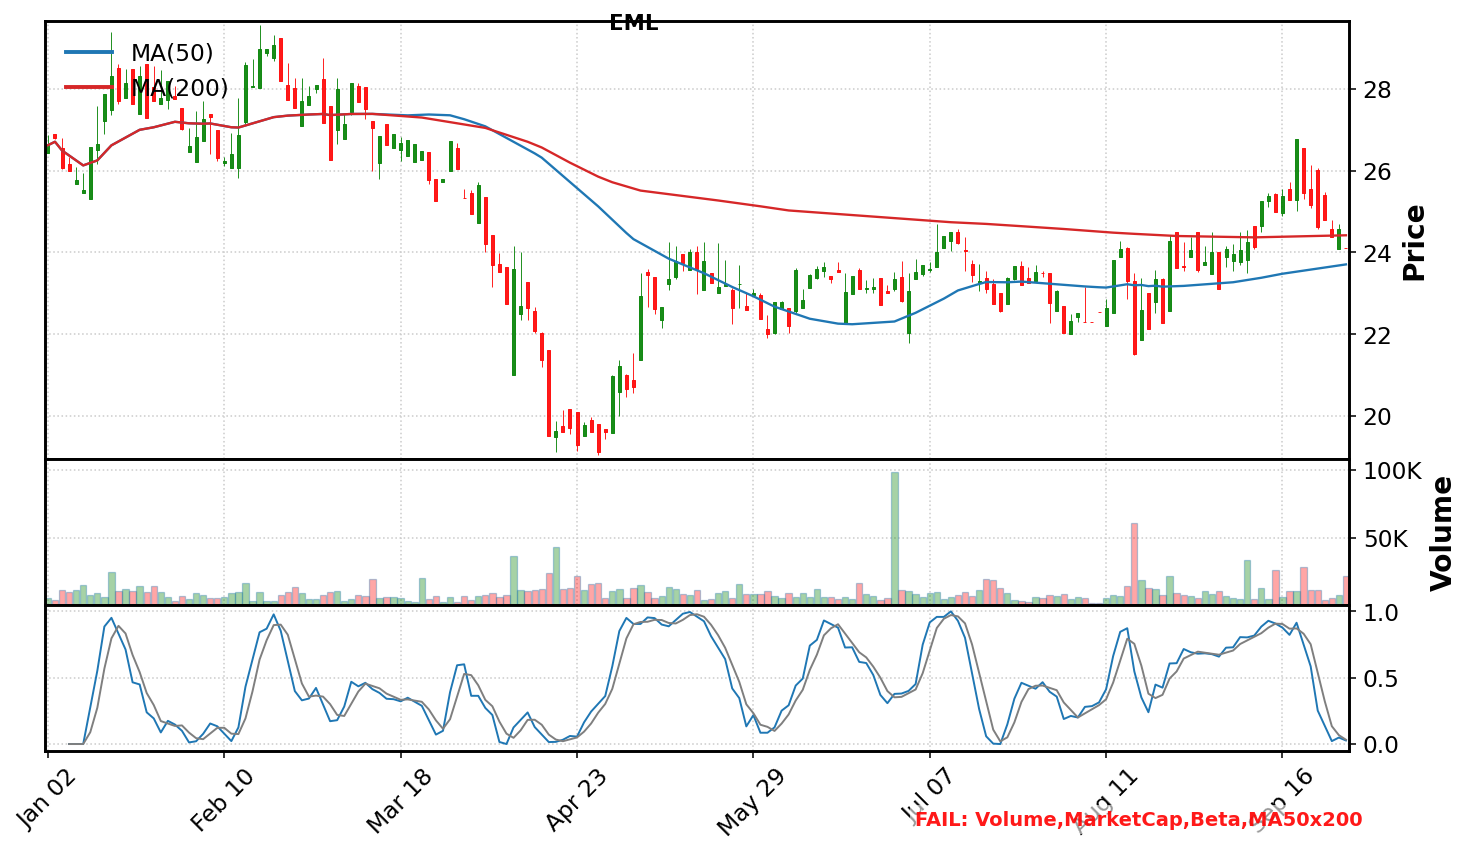 EML
MA(50)
MA(200)
28
26
24
22
20
Price
100K
50K
Volume
1.0
0.5
0.0
Jan 02
Feb 10
Mar 18
Apr 23
May 29
Jul 07
Aug 11
Sep 16
FAIL: Volume,MarketCap,Beta,MA50x200